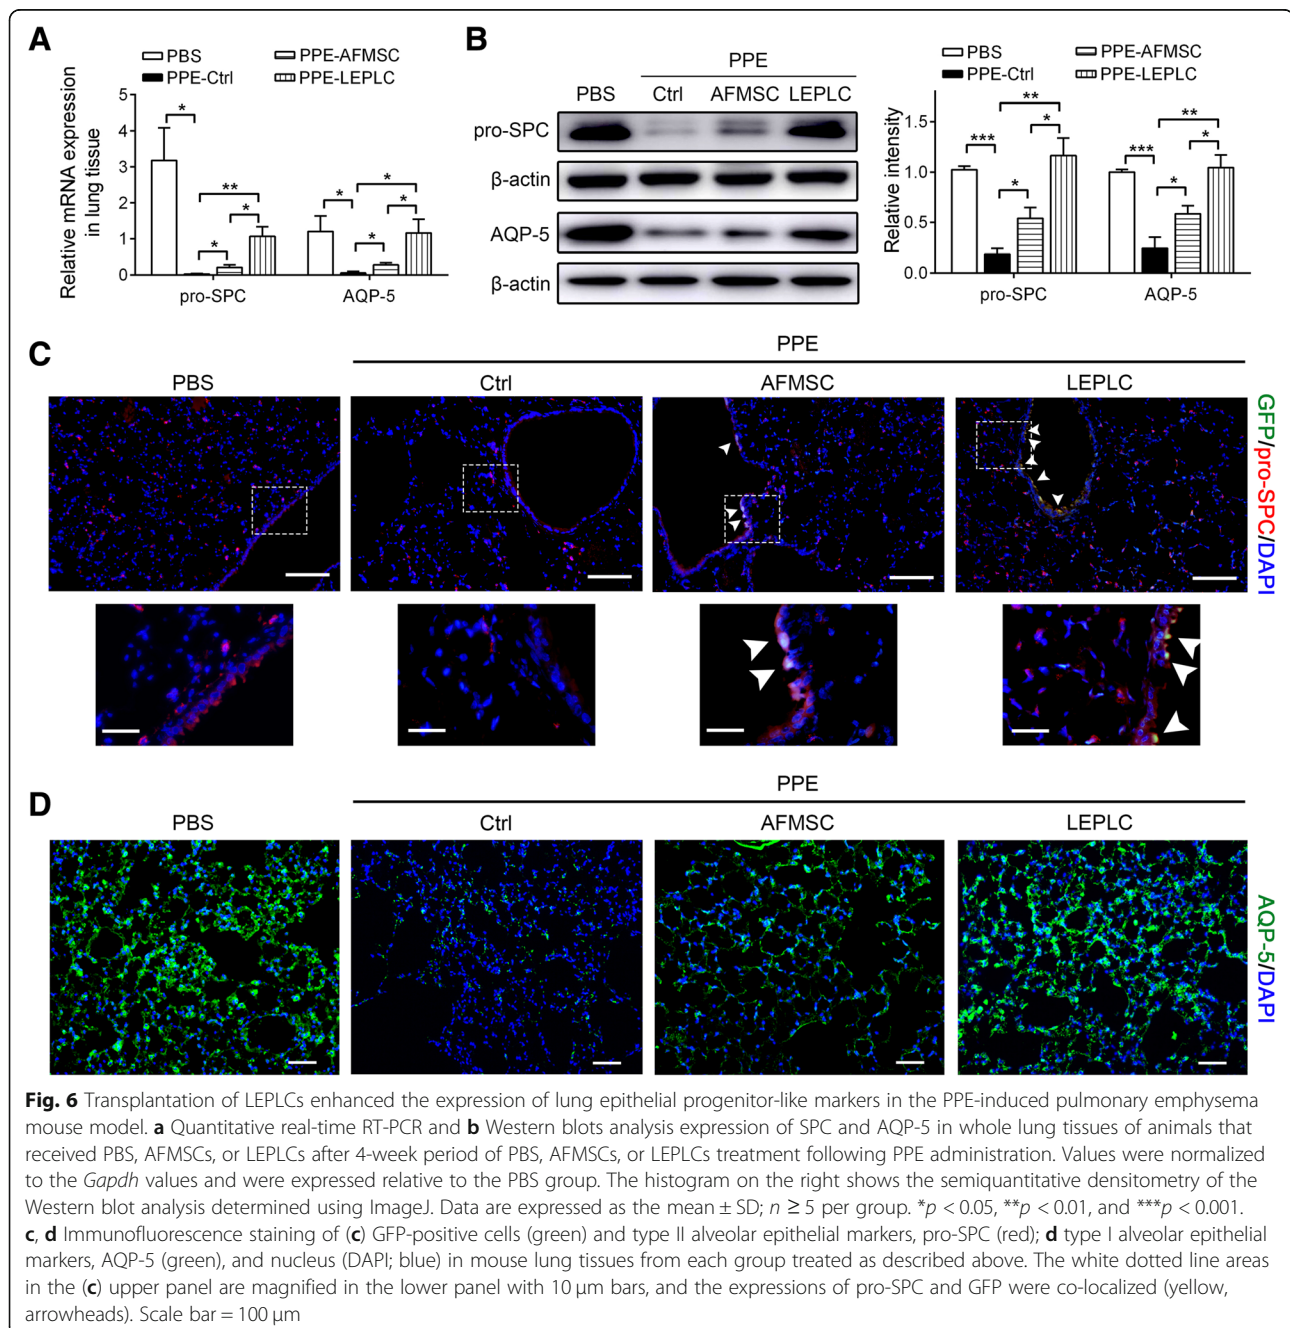 A
PBS
PPE-AFMSC
PPE-Ctrl
PPE-LEPLC
Relative mRNA expression
in lung tissue
5
4
3
2
1
0
*
**
*
*
*
*
*
*
pro-SPC
AQP-5
B
PPE
PBS
Ctrl
AFMSC
LEPLC
pro-SPC
β-actin
AQP-5
β-actin
PBS
PPE-AFMSC
PPE-Ctrl
PPE-LEPLC
Relative intensity
1.5
1.0
0.5
0.0
**
***
*
*
**
***
*
*
pro-SPC
AQP-5
C
PPE
PBS
Ctrl
AFMSC
LEPLC
GFP/pro-SPC/DAPI
D
PPE
PBS
Ctrl
AFMSC
LEPLC
AQP-5/DAPI
Fig. 6 Transplantation of LEPLCs enhanced the expression of lung epithelial progenitor-like markers in the PPE-induced pulmonary emphysema
mouse model. a Quantitative real-time RT-PCR and b Western blots analysis expression of SPC and AQP-5 in whole lung tissues of animals that
received PBS, AFMSCs, or LEPLCs after 4-week period of PBS, AFMSCs, or LEPLCs treatment following PPE administration. Values were normalized
to the Gapdh values and were expressed relative to the PBS group. The histogram on the right shows the semiquantitative densitometry of the
Western blot analysis determined using ImageJ. Data are expressed as the mean ± SD; n ≥ 5 per group. *p < 0.05, **p < 0.01, and ***p < 0.001.
c, d Immunofluorescence staining of (c) GFP-positive cells (green) and type II alveolar epithelial markers, pro-SPC (red); d type I alveolar epithelial
markers, AQP-5 (green), and nucleus (DAPI; blue) in mouse lung tissues from each group treated as described above. The white dotted line areas
in the (c) upper panel are magnified in the lower panel with 10 μm bars, and the expressions of pro-SPC and GFP were co-localized (yellow,
arrowheads). Scale bar = 100 μm